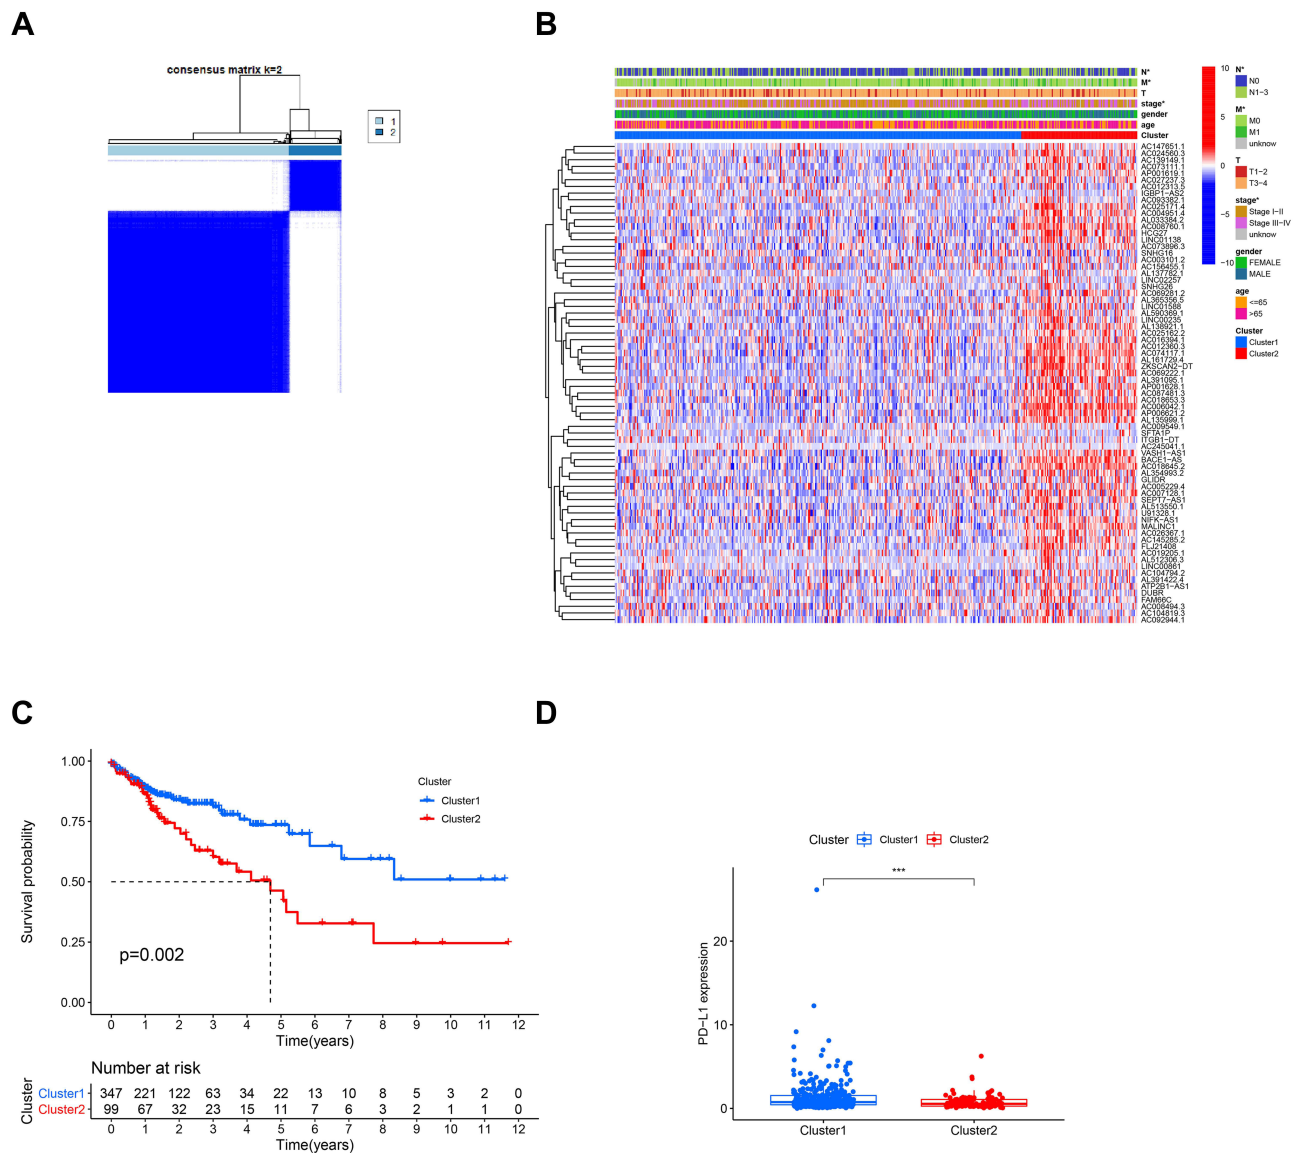 A
consensus matrix k=2
1
2
B
N*
M*
T
stage*
gender
age
Cluster
AC147651.1
AC024560.3
AC139149.1
AC073111.1
AP001619.1
AC027237.3
AC012313.5
IGBP1−AS2
AC093382.1
AC025171.4
AC004951.4
AL033384.2
AC008760.1
HCG27
LINC01138
AC073896.3
SNHG16
AC003101.2
AC156455.1
AL137782.1
LINC02257
SNHG26
AC069281.2
AL365356.5
LINC01588
AL590369.1
LINC00235
AL138921.1
AC025162.2
AC016394.1
AC012360.3
AC074117.1
AL161729.4
ZKSCAN2−DT
AC069222.1
AL391095.1
AP001628.1
AC087481.3
AC018653.3
AC006042.1
AP006621.2
AL135999.1
AC009549.1
SFTA1P
ITGB1−DT
AC245041.1
VASH1−AS1
BACE1−AS
AC018645.2
AL354993.2
GLIDR
AC005229.4
AC007128.1
SEPT7−AS1
AL513550.1
U91328.1
NIFK−AS1
MALINC1
AC026367.1
AC145285.2
FLJ21408
AC019205.1
AL512306.3
LINC00861
AC104794.2
AL391422.4
ATP2B1−AS1
DUBR
FAM66C
AC008494.3
AC104819.3
AC092944.1
10
5
0
−5
−10
N*
N0
N1−3
M*
M0
M1
unknow
T
T1−2
T3−4
stage*
Stage I−II
Stage III−IV
unknow
gender
FEMALE
MALE
age
<=65
>65
Cluster
Cluster1
Cluster2
C
Survival probability
1.00
0.75
0.50
0.25
0.00
Cluster
Cluster1
Cluster2
p=0.002
0 1 2 3 4 5 6 7 8 9 10 11 12
Time(years)
Number at risk
Cluster
Cluster1 347 221 122 63 34 22 13 10 8 5 3 2 0
Cluster2 99 67 32 23 15 11 7 6 3 2 1 1 0
0 1 2 3 4 5 6 7 8 9 10 11 12
Time(years)
D
Cluster Cluster1 Cluster2
***
PD−L1 expression
20
10
0
Cluster1 Cluster2